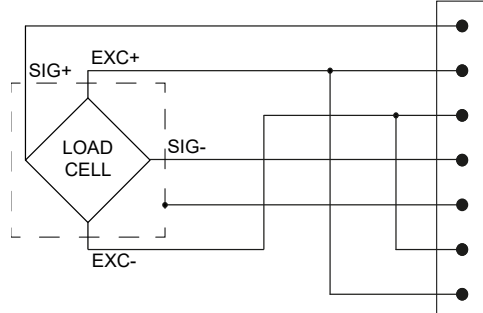 EXC+
SIG+
LOAD
CELL
SIG-
EXC-